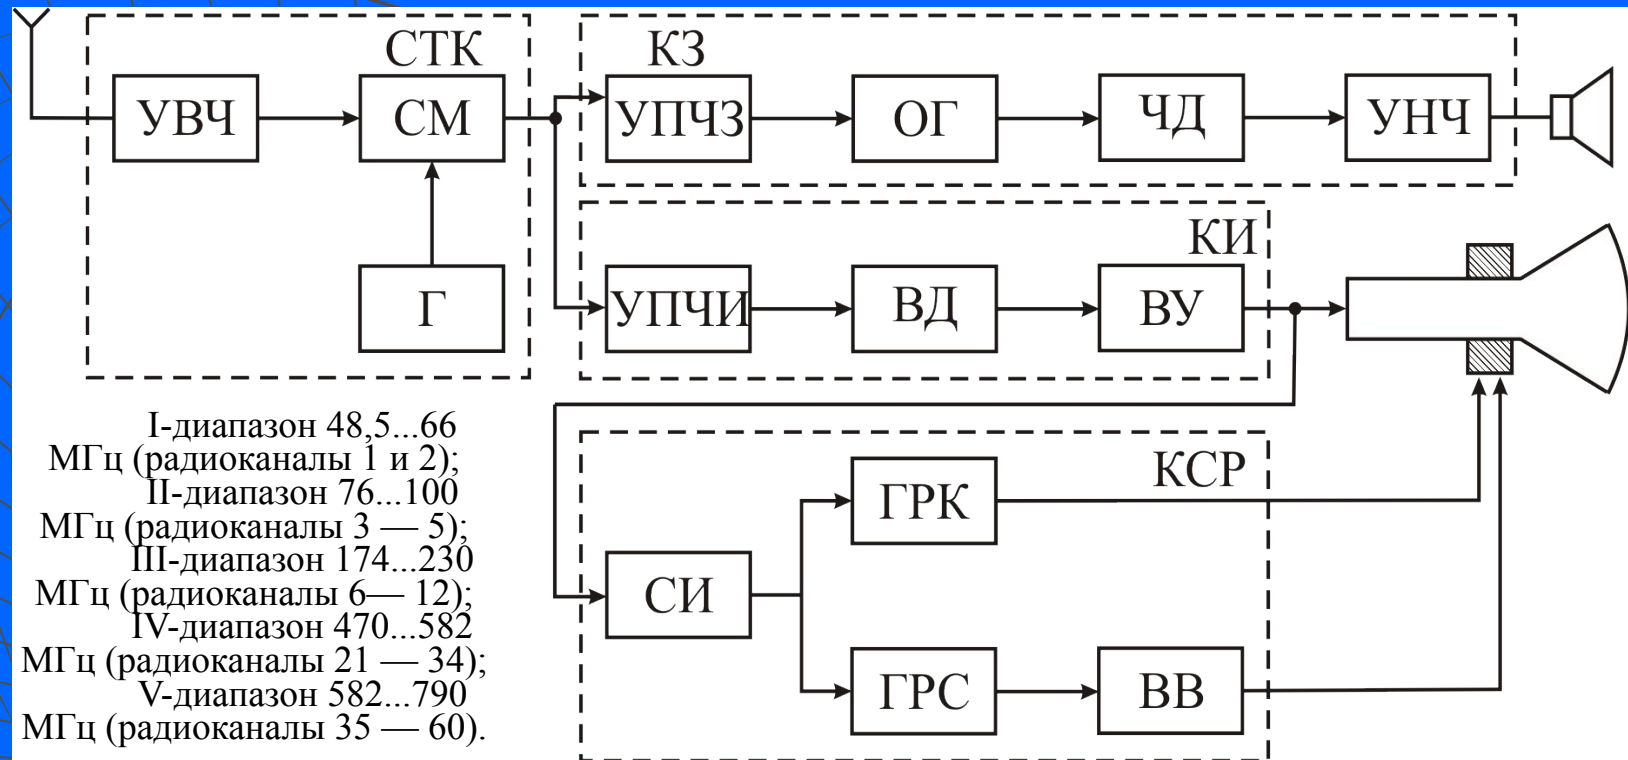 СТК
КЗ
УВЧ
СМ
УПЧЗ
ОГ
ЧД
УНЧ
КИ
Г
УПЧИ
ВД
ВУ
I-диапазон 48,5...66
МГц (радиоканалы 1 и 2);
II-диапазон 76...100
МГц (радиоканалы 3 — 5);
III-диапазон 174...230
МГц (радиоканалы 6— 12);
IV-диапазон 470...582
МГц (радиоканалы 21 — 34);
V-диапазон 582...790
МГц (радиоканалы 35 — 60).
КСР
ГРК
СИ
ГРС
ВВ